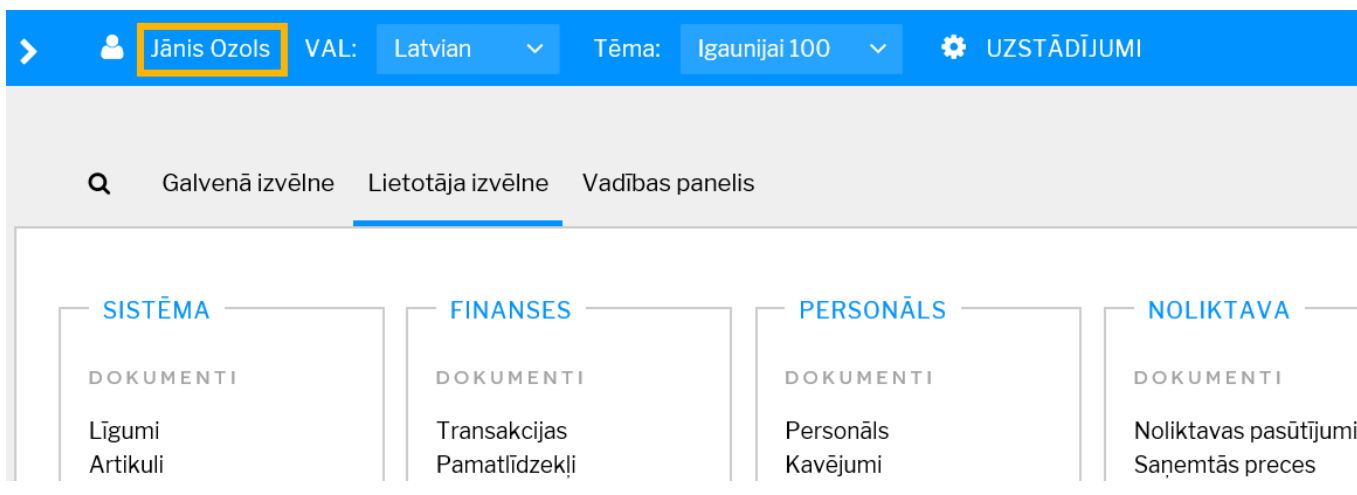 Jānis Ozols VAL: Latvian Tēma: Igaunijai 100 UZSTĀDĪJUMI
Galvenā izvēlne Lietotāja izvēlne Vadības panelis
SISTĒMA FINANSES PERSONĀLS NOLIKTAVA
DOKUMENTI DOKUMENTI DOKUMENTI DOKUMENTI
Līgumi Transakcijas Personāls Noliktavas pasūtījumi
Artikuli Pamatlīdzekļi Kavējumi Saņemtās preces